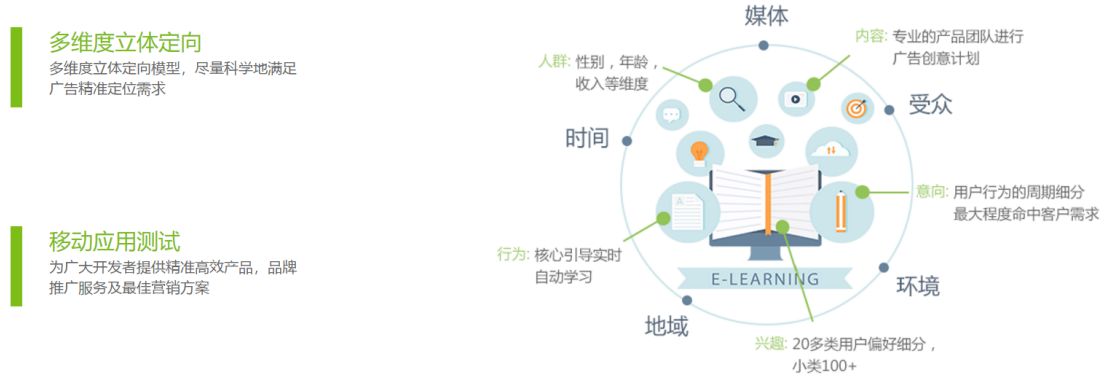 多维度立体定向
多维度立体定向模型，尽量科学地满足
广告精准定位需求
移动应用测试
为广大开发者提供精准高效产品，品牌
推广服务及最佳营销方案
媒体
内容: 专业的产品团队进行
广告创意计划
人群: 性别，年龄，
收入等维度
受众
时间
A
意向: 用户行为的周期细分
最大程度命中客户需求
行为: 核心引导实时
自动学习
E-LEARNING
环境
地域
兴趣: 20多类用户偏好细分，
小类100+